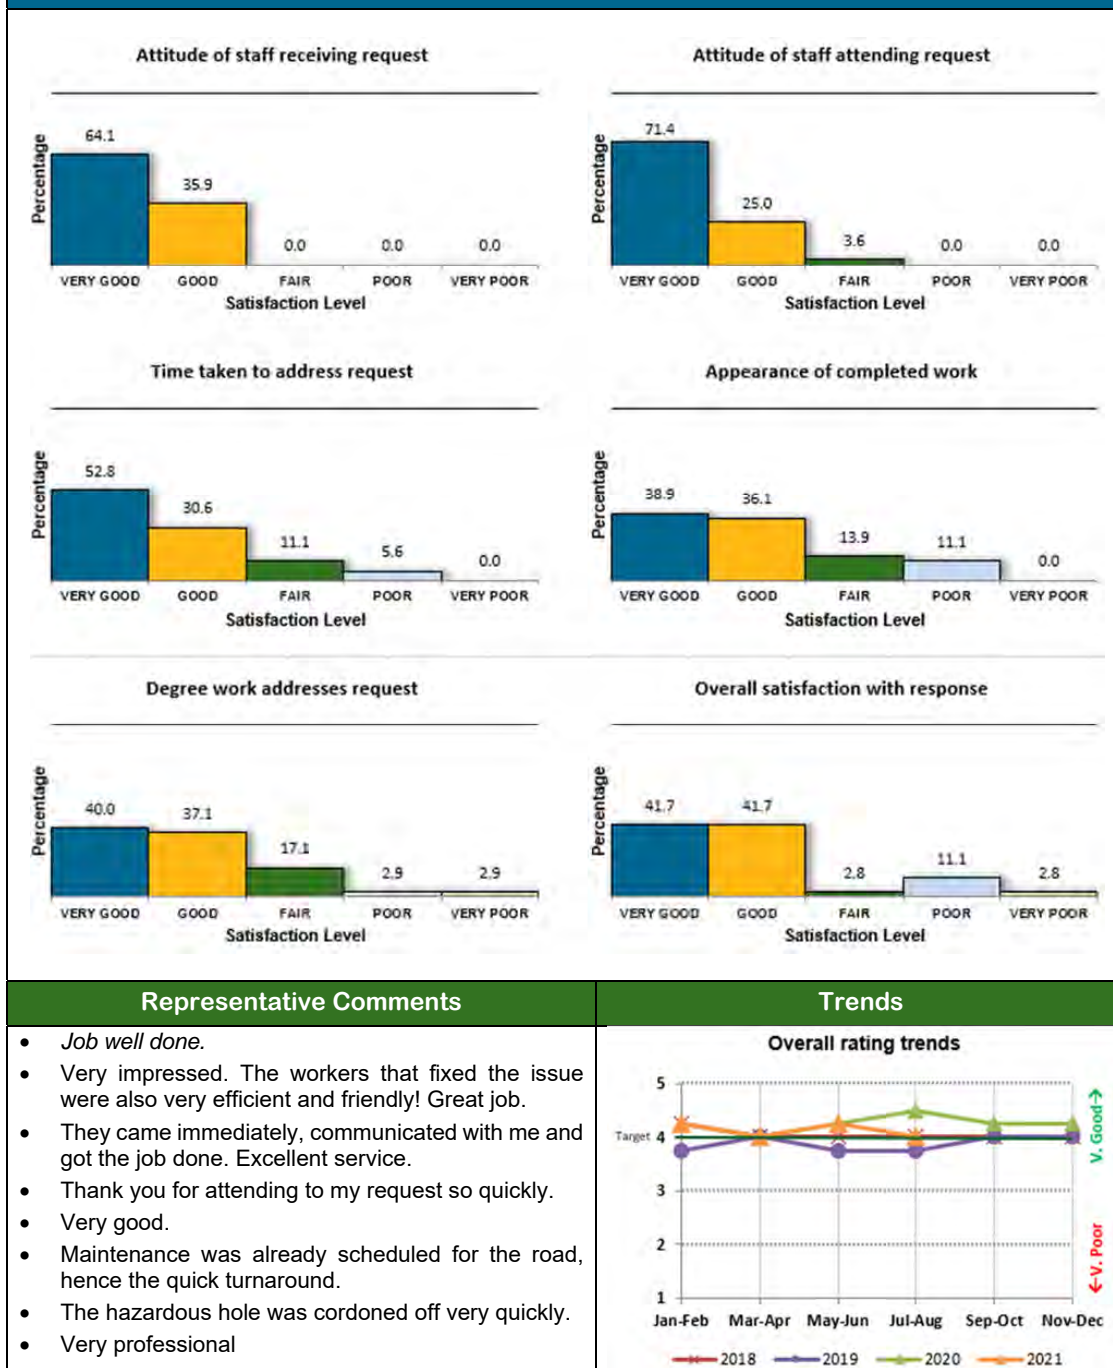 Attitude of staff receiving request
Percentage
64.1
35.9
0.0
0.0
0.0
VERY GOOD GOOD FAIR POOR VERY POOR
Satisfaction Level
Attitude of staff attending request
Percentage
71.4
25.0
3.6
0.0
0.0
VERY GOOD GOOD FAIR POOR VERY POOR
Satisfaction Level
Time taken to address request
Percentage
52.8
30.6
11.1
5.6
0.0
VERY GOOD GOOD FAIR POOR VERY POOR
Satisfaction Level
Appearance of completed work
Percentage
38.9
36.1
13.9
11.1
0.0
VERY GOOD GOOD FAIR POOR VERY POOR
Satisfaction Level
Degree work addresses request
Percentage
40.0
37.1
17.1
2.9
2.9
VERY GOOD GOOD FAIR POOR VERY POOR
Satisfaction Level
Overall satisfaction with response
Percentage
41.7
41.7
2.8
11.1
2.8
VERY GOOD GOOD FAIR POOR VERY POOR
Satisfaction Level
Representative Comments
• Job well done.
• Very impressed. The workers that fixed the issue
were also very efficient and friendly! Great job.
• They came immediately, communicated with me and
got the job done. Excellent service.
• Thank you for attending to my request so quickly.
• Very good.
• Maintenance was already scheduled for the road,
hence the quick turnaround.
• The hazardous hole was cordoned off very quickly.
• Very professional
Trends
Overall rating trends
5
Target 4
3
2
1
V. Good→
←V. Poor
Jan-Feb Mar-Apr May-Jun Jul-Aug Sep-Oct Nov-Dec
2018 2019 2020 2021